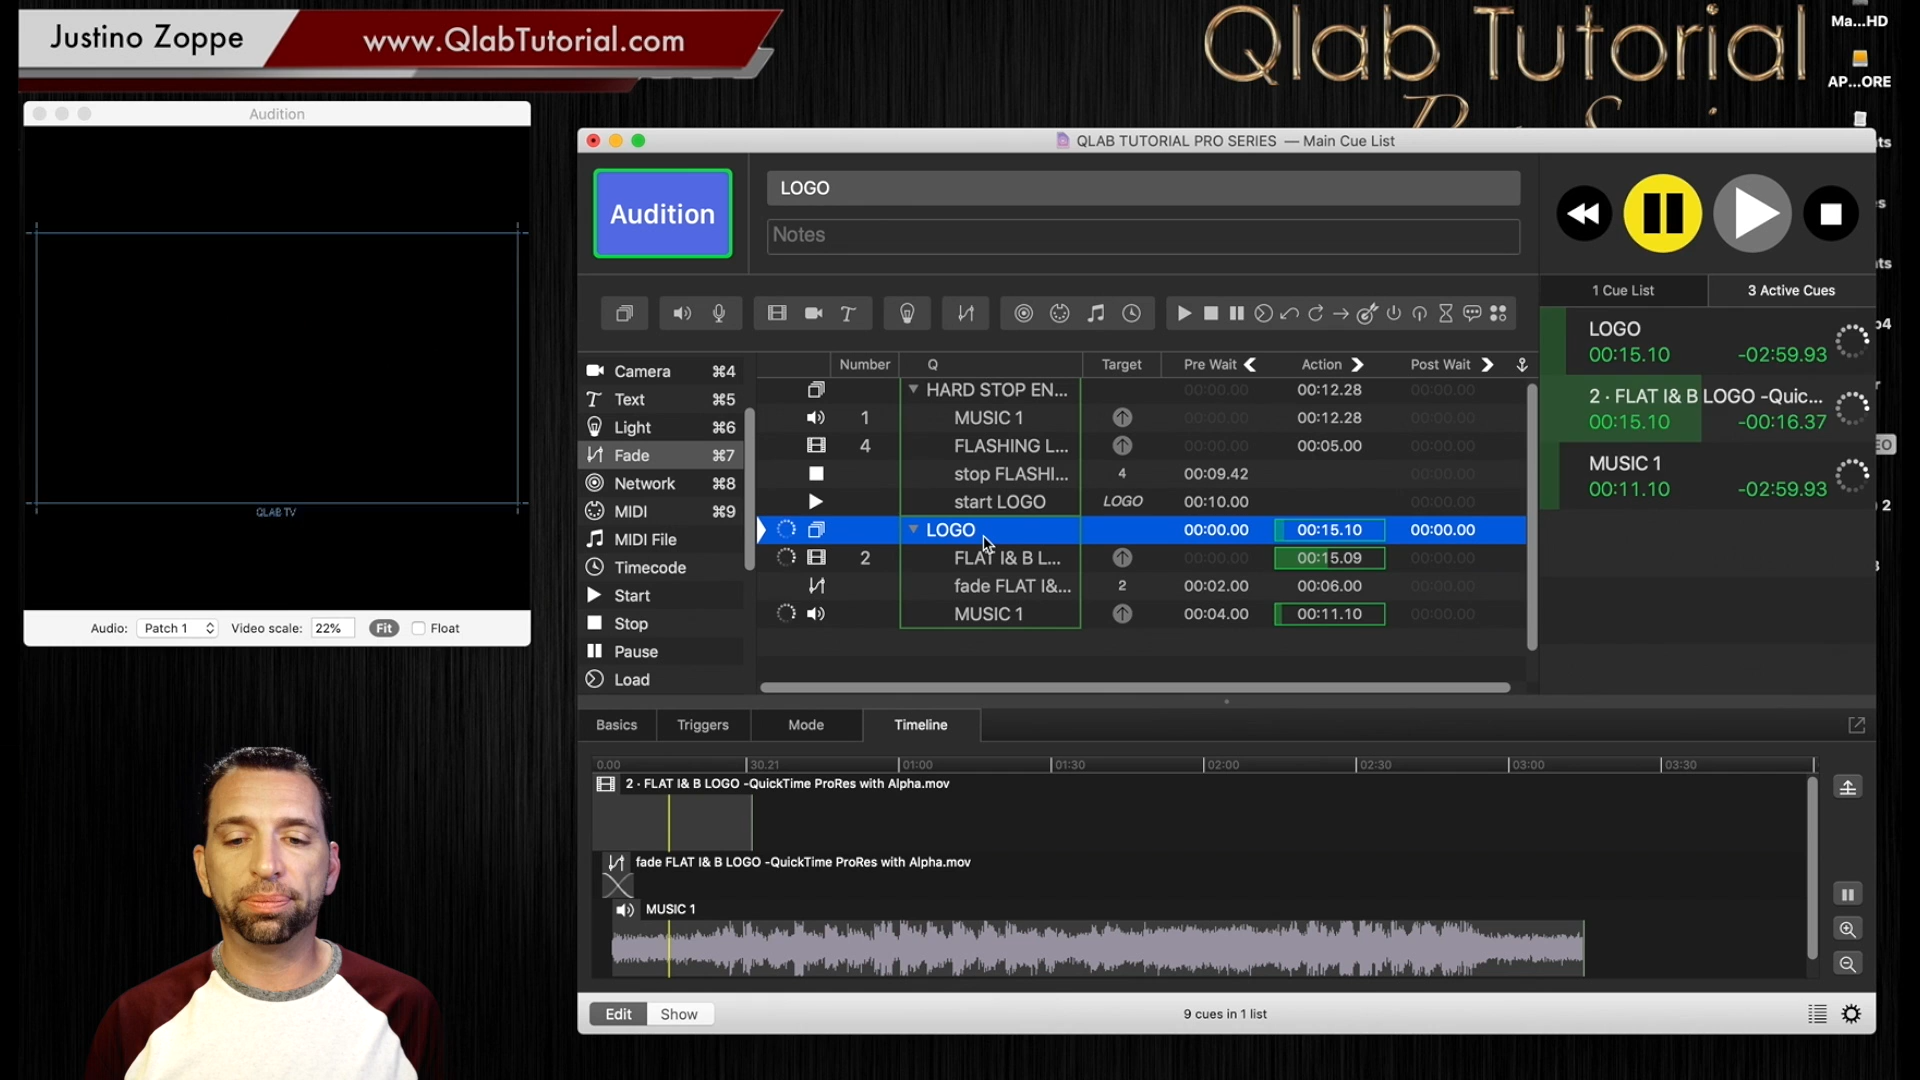 Justino Zoppe
www.QlabTutorial.com
Qlab Tutorial
Ma...HD
AP...ORE
Audition
QLAB TV
Audio: Patch 1 Video scale: 22% Fit Float
QLAB TUTORIAL PRO SERIES — Main Cue List
Audition
LOGO
Notes
1 Cue List 3 Active Cues
LOGO
00:15.10 -02:59.93
2 · FLAT I& B LOGO -Quic...
00:15.10 -00:16.37
MUSIC 1
00:11.10 -02:59.93
Camera ⌘4
Text ⌘5
Light ⌘6
Fade ⌘7
Network ⌘8
MIDI ⌘9
MIDI File
Timecode
Start
Stop
Pause
Load
Number Q Target Pre Wait Action Post Wait
HARD STOP EN... 00:00.00 00:12.28 00:00.00
1 MUSIC 1 00:00.00 00:12.28 00:00.00
4 FLASHING L... 00:00.00 00:05.00 00:00.00
stop FLASHI... 4 00:09.42
start LOGO LOGO 00:10.00
LOGO 00:00.00 00:15.10 00:00.00
2 FLAT I& B L... 00:00.00 00:15.09 00:00.00
fade FLAT I&... 2 00:02.00 00:06.00 00:00.00
MUSIC 1 00:04.00 00:11.10 00:00.00
Basics Triggers Mode Timeline
0.00 30.21 01:00 01:30 02:00 02:30 03:00 03:30
2 · FLAT I& B LOGO -QuickTime ProRes with Alpha.mov
fade FLAT I& B LOGO -QuickTime ProRes with Alpha.mov
MUSIC 1
Edit Show 9 cues in 1 list